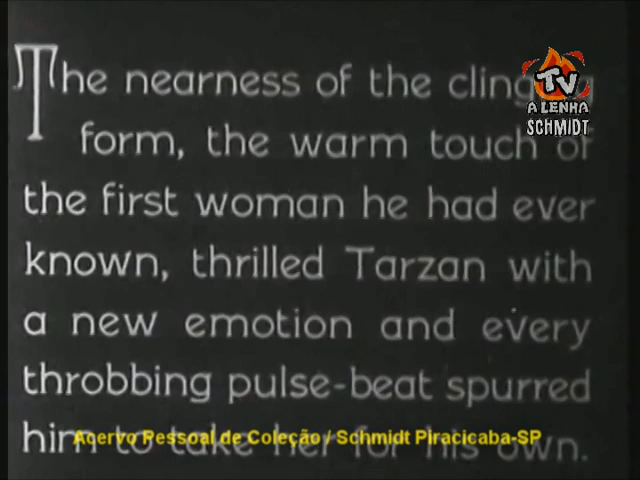 The nearness of the clinging
form, the warm touch of
the first woman he had ever
known, thrilled Tarzan with
a new emotion and every
throbbing pulse-beat spurred
him to take her for his own.
TV
A LENHA
SCHMIDT
Acervo Pessoal de Coleção / Schmidt Piracicaba-SP